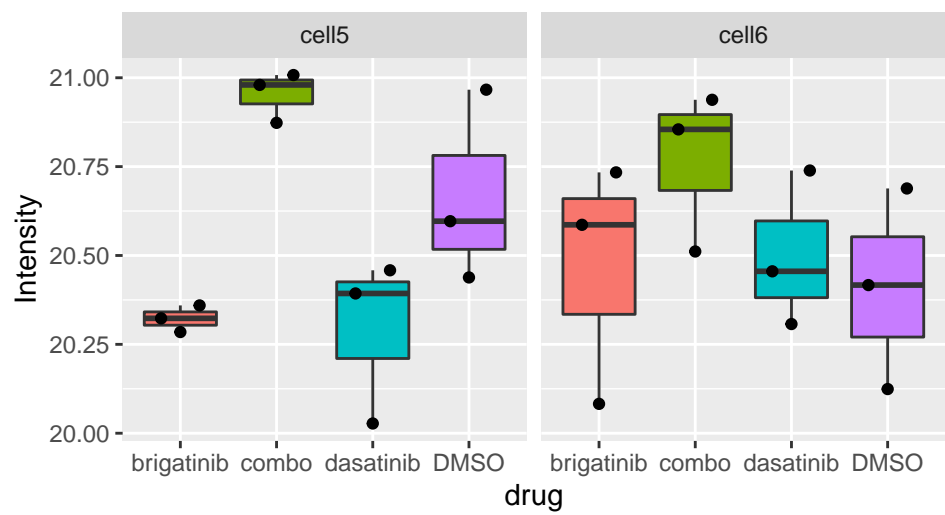 cell5 cell6
21.00
20.75
20.50
20.25
20.00
Intensity
brigatinib combo dasatinib DMSO brigatinib combo dasatinib DMSO
drug